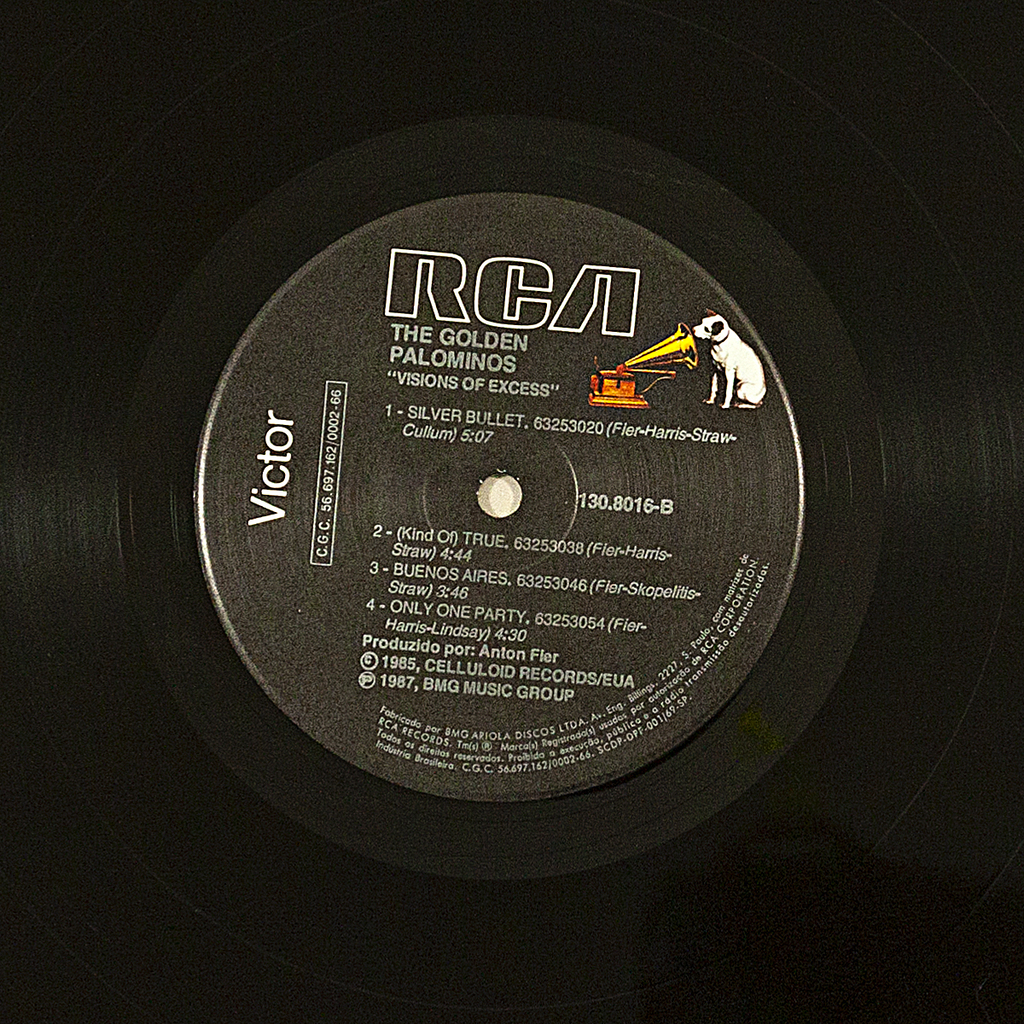 RCA
THE GOLDEN
PALOMINOS
"VISIONS OF EXCESS"
1 - SILVER BULLET. 63253020 (Fier-Harris-Straw-
Cullum) 5:07
Victor
C.G.C. 56.697.162/0002-66
130.8016-B
2 - (Kind Of) TRUE. 63253038 (Fier-Harris-
Straw) 4:44
3 - BUENOS AIRES. 63253046 (Fier-Skopelitis-
Straw) 3:46
4 - ONLY ONE PARTY. 63253054 (Fier-
Harris-Lindsay) 4:30
Produzido por: Anton Fier
© 1985, CELLULOID RECORDS/EUA
℗ 1987, BMG MUSIC GROUP
Fabricado por BMG ARIOLA DISCOS LTDA. Av. Eng. Billings, 2227, S. Paulo, com matrizes de
RCA RECORDS. Tm(s) ® Marca(s) Registrada(s) usadas por autorização de RCA CORPORATION.
Todos os direitos reservados. Proibida a execução, pública e a rádio transmissão desautorizadas.
Indústria Brasileira. C.G.C. 56.697.162/0002-66. SCDP-DPF-001/69-SP.